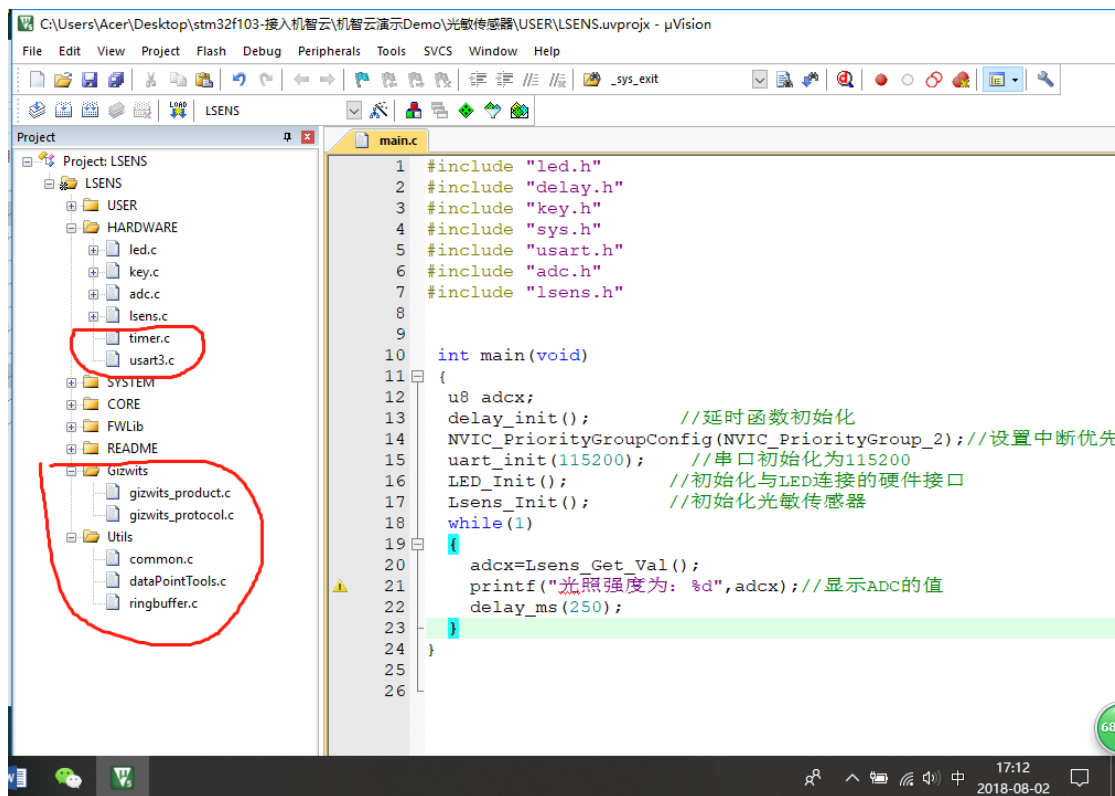 C:\Users\Acer\Desktop\stm32f103-接入机智云\机智云演示Demo\光敏传感器\USER\LSENS.uvprojx - µVision
File Edit View Project Flash Debug Peripherals Tools SVCS Window Help
_sys_exit
LOAD LSENS
Project
main.c
Project: LSENS
LSENS
USER
HARDWARE
led.c
key.c
adc.c
lsens.c
timer.c
usart3.c
SYSTEM
CORE
FWLib
README
Gizwits
gizwits_product.c
gizwits_protocol.c
Utils
common.c
dataPointTools.c
ringbuffer.c
1 #include "led.h"
2 #include "delay.h"
3 #include "key.h"
4 #include "sys.h"
5 #include "usart.h"
6 #include "adc.h"
7 #include "lsens.h"
8
9
10 int main(void)
11 {
12 u8 adcx;
13 delay_init(); //延时函数初始化
14 NVIC_PriorityGroupConfig(NVIC_PriorityGroup_2);//设置中断优先
15 uart_init(115200); //串口初始化为115200
16 LED_Init(); //初始化与LED连接的硬件接口
17 Lsens_Init(); //初始化光敏传感器
18 while(1)
19 {
20 adcx=Lsens_Get_Val();
21 printf("光照强度为: %d",adcx);//显示ADC的值
22 delay_ms(250);
23 }
24 }
25
26
68
中
17:12
2018-08-02